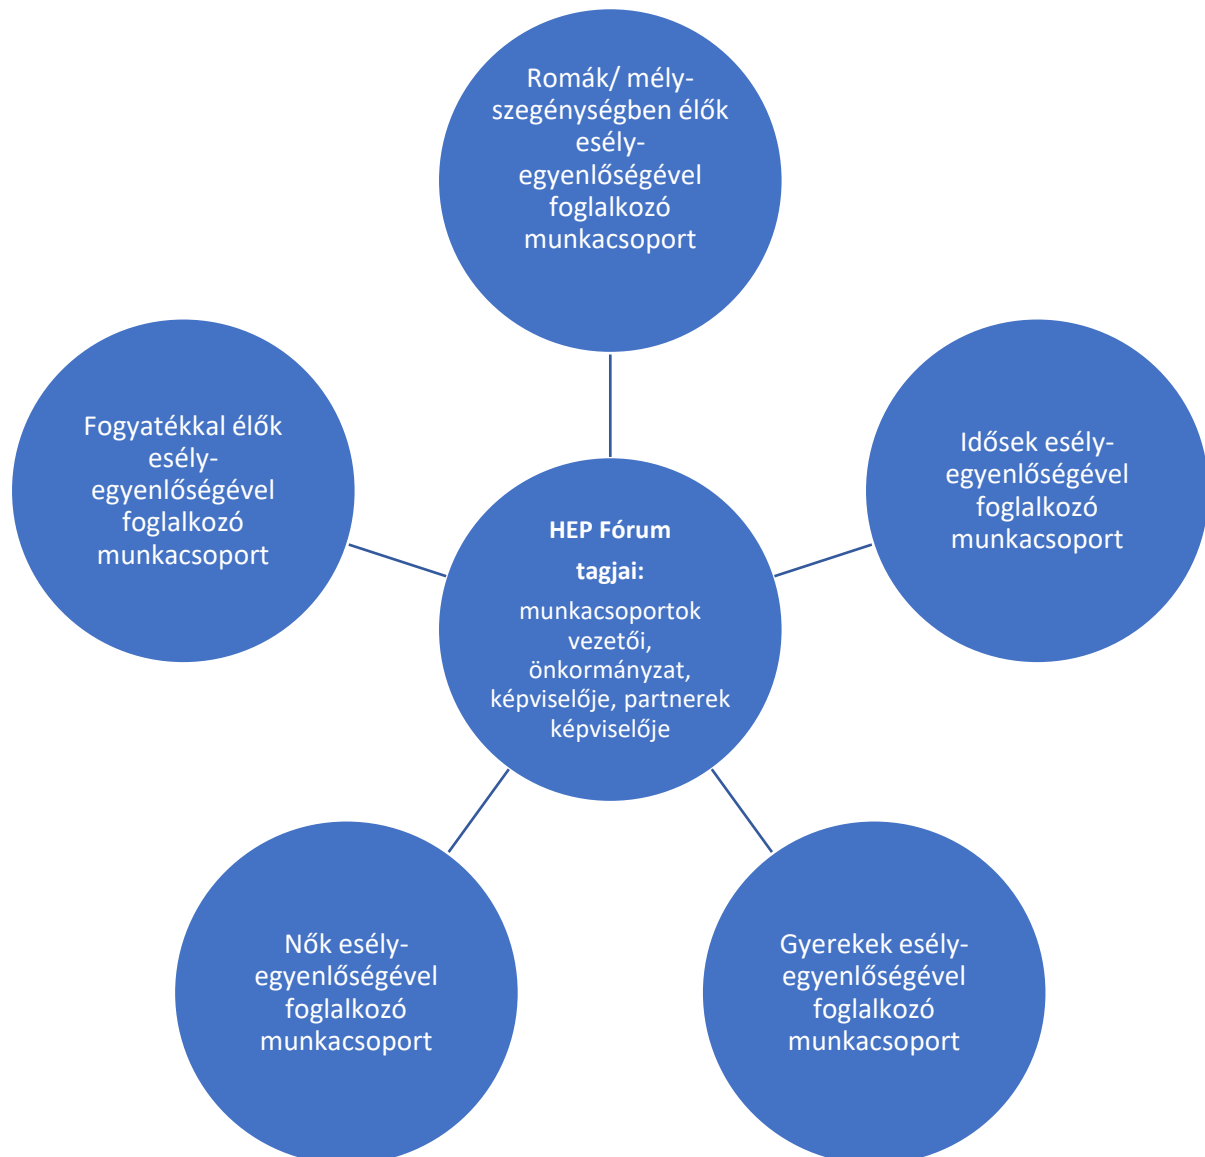 Romák/ mély-
szegénységben élők
esély-
egyenlőségével
foglalkozó
munkacsoport
Fogyatékkal élők
esély-
egyenlőségével
foglalkozó
munkacsoport
Idősek esély-
egyenlőségével
foglalkozó
munkacsoport
HEP Fórum
tagjai:
munkacsoportok
vezetői,
önkormányzat,
képviselője, partnerek
képviselője
Nők esély-
egyenlőségével
foglalkozó
munkacsoport
Gyerekek esély-
egyenlőségével
foglalkozó
munkacsoport